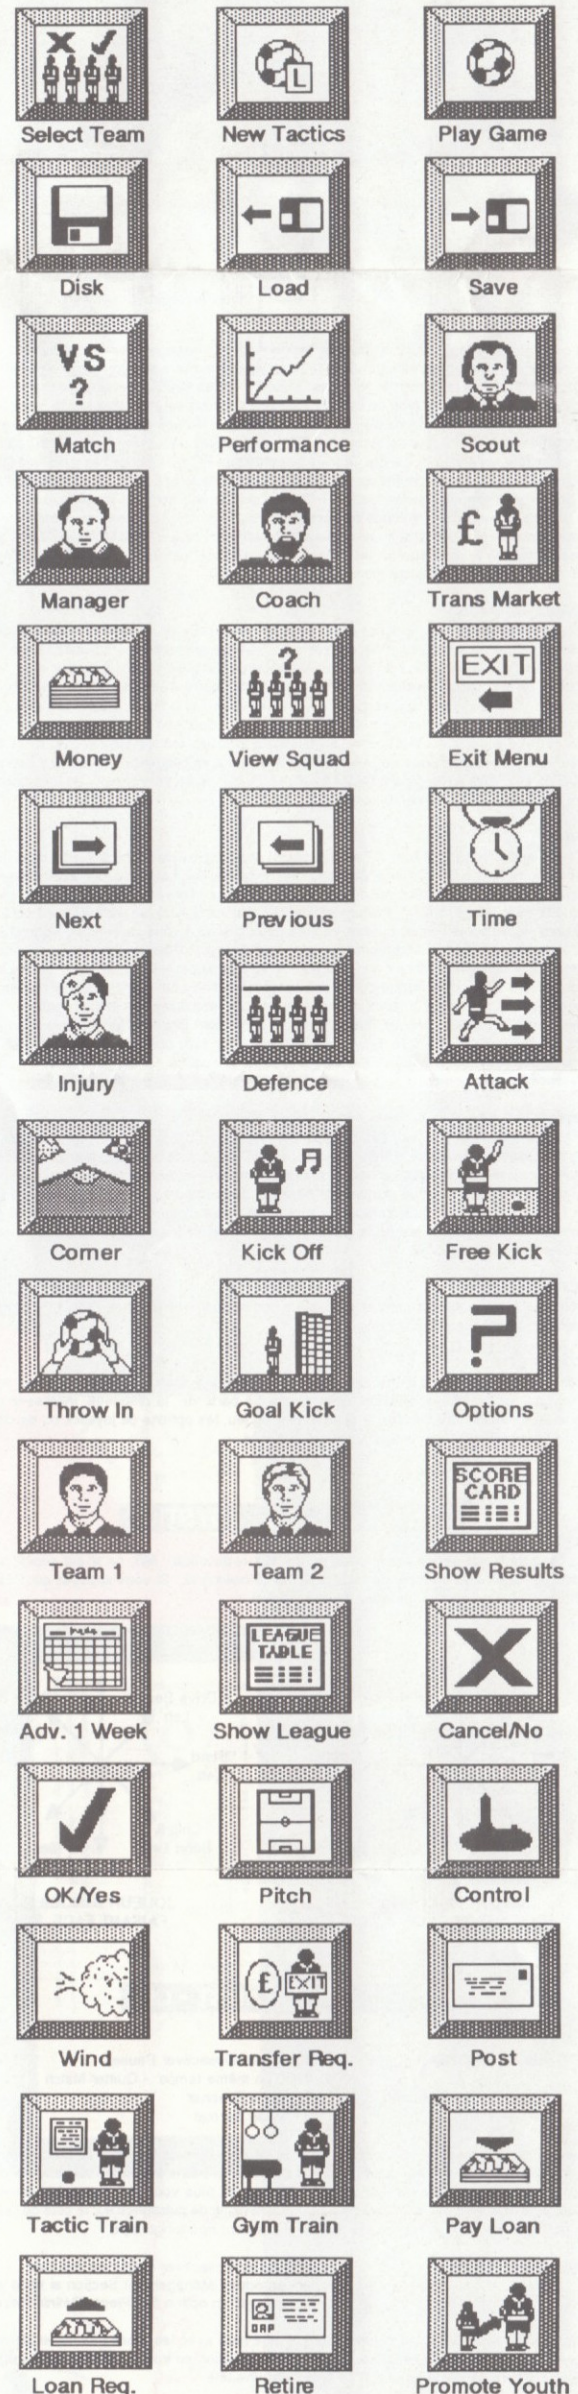 L
Select Team New Tactics Play Game
Disk Load Save
VS
?
Match Performance Scout
£
Manager Coach Trans Market
?
EXIT
Money View Squad Exit Menu
Next Previous Time
Injury Defence Attack
Corner Kick Off Free Kick
?
Throw In Goal Kick Options
SCORE
CARD
Team 1 Team 2 Show Results
LEAGUE
TABLE
Adv. 1 Week Show League Cancel/No
OK/Yes Pitch Control
£ EXIT
Wind Transfer Req. Post
Tactic Train Gym Train Pay Loan
OAP
Loan Req. Retire Promote Youth